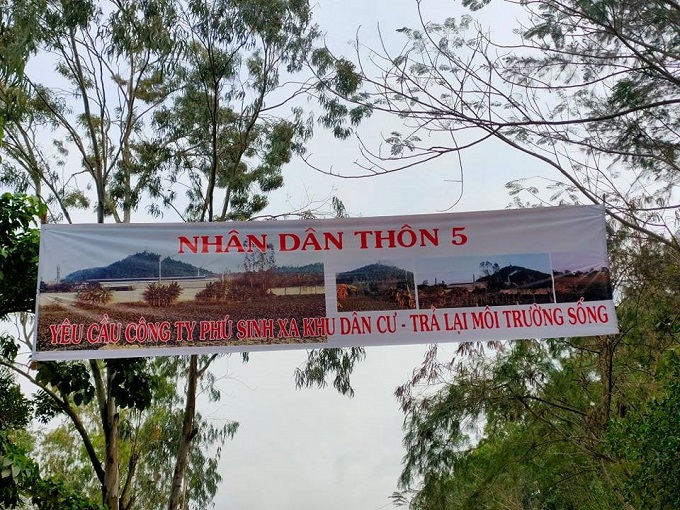 NHÂN DÂN THÔN 5
YÊU CẦU CÔNG TY PHÚ SINH XA KHU DÂN CƯ - TRẢ LẠI MÔI TRƯỜNG SỐNG